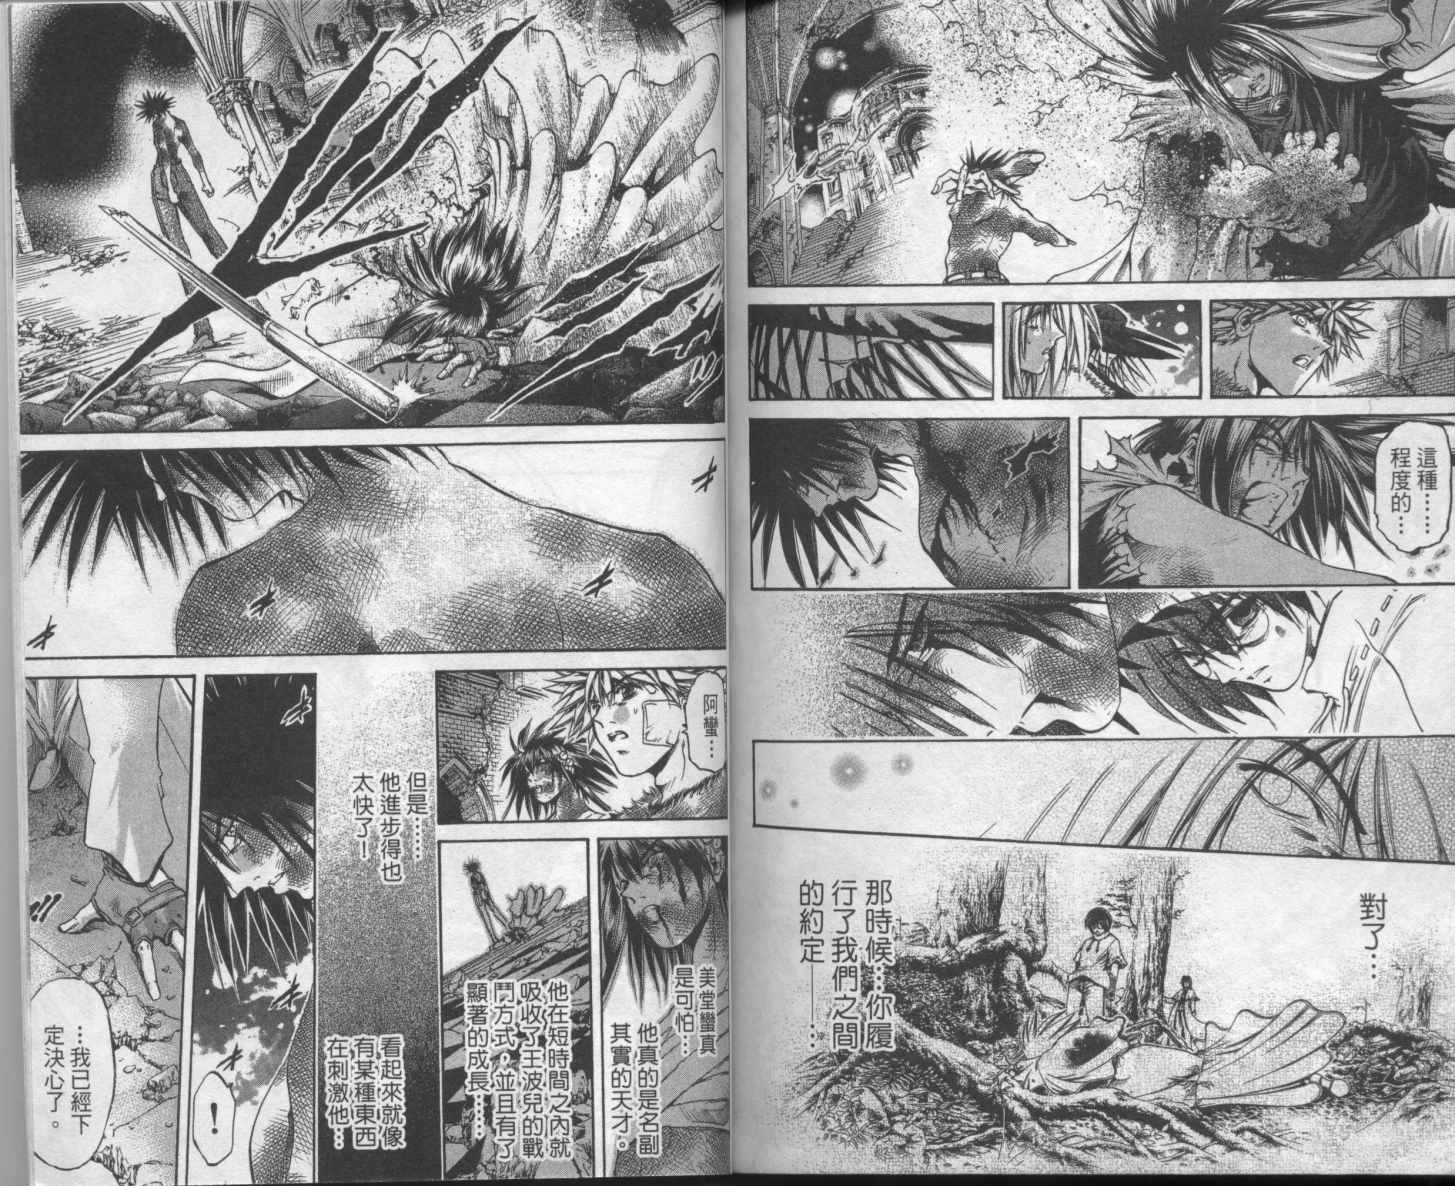 這種……
程度的…
對了…
那時候…你履
行了我們之間
的約定——…
阿蠻…
美堂蠻真
是可怕…
他真的是名副
其實的天才。
他在短時間之內就
吸收了王波兒的戰
鬥方式，並且有了
顯著的成長……
但是……
他進步得也
太快了！
看起來就像
有某種東西
在刺激他…
！
…我已經下
定決心了。